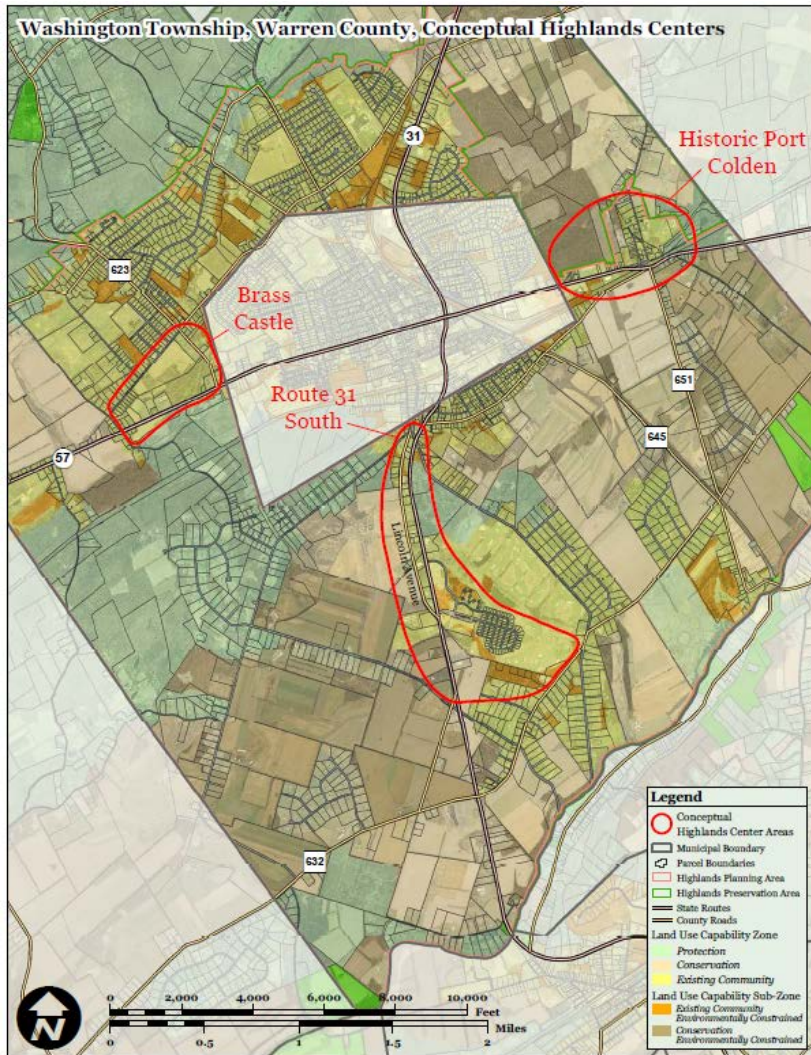 Washington Township, Warren County, Conceptual Highlands Centers
31
Historic Port
Colden
623
Brass
Castle
Route 31
South
651
645
57
Lincoln Avenue
632
Legend
Conceptual
Highlands Center Areas
Municipal Boundary
Parcel Boundaries
Highlands Planning Area
Highlands Preservation Area
State Routes
County Roads
Land Use Capability Zone
Protection
Conservation
Existing Community
Land Use Capability Sub-Zone
Existing Community
Environmentally Constrained
Conservation
Environmentally Constrained
N
0 2,000 4,000 6,000 8,000 10,000
Feet
Miles
0 0.5 1 1.5 2